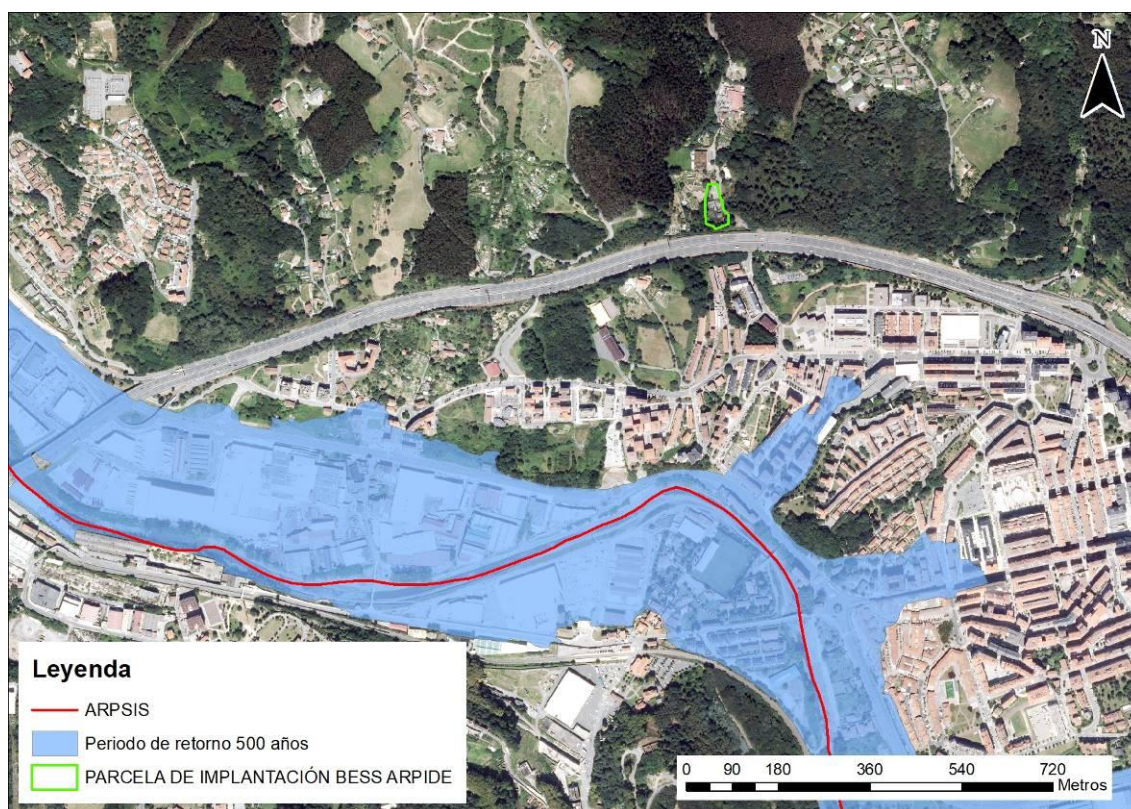 N
Leyenda
ARPSIS
Periodo de retorno 500 años
PARCELA DE IMPLANTACIÓN BESS ARPIDE
0 90 180 360 540 720
Metros